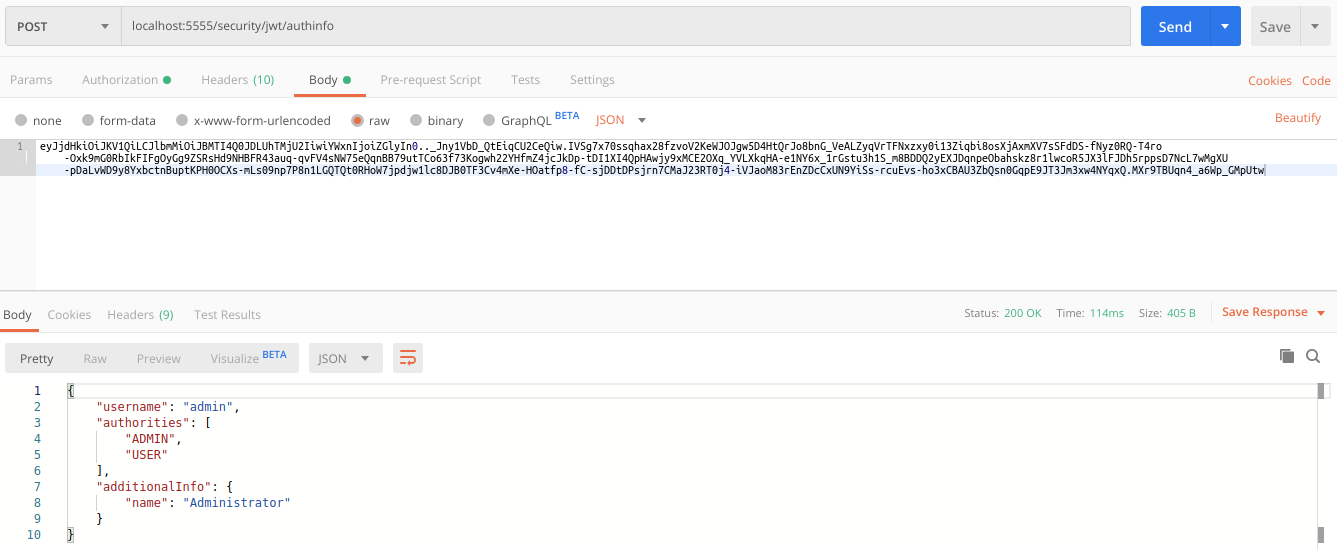 POST localhost:5555/security/jwt/authinfo Send Save
Params Authorization Headers (10) Body Pre-request Script Tests Settings Cookies Code
none form-data x-www-form-urlencoded raw binary GraphQL BETA JSON Beautify
1 eyJjdHkiOiJKV1QiLCJlbmMiOiJBMTI4Q0JDLUhTMjU2IiwiYWxnIjoiZGlyIn0.._Jny1VbD_QtEiqCU2CeQiw.IVSg7x70ssqhax28fzvoV2KeWJOJgw5D4HtQrJo8bnG_VeALZyqVrTFNxzxy0i13Ziqbi8osXjAxmXV7sSFdDS-fNyz0RQ-T4ro
-Oxk9mG0RbIkFIFgOyGg9ZSRsHd9NHBFR43auq-qvFV4sNW75eQqnBB79utTCo63f73Kogwh22YHfmZ4jcJkDp-tDI1XI4QpHAwjy9xMCE2OXq_YVLXkqHA-e1NY6x_1rGstu3h1S_m8BDDQ2yEXJDqnpeObahskz8r1lwcoR5JX3lFJDh5rppsD7NcL7wMgXU
-pDaLvWD9y8YxbctnBuptKPH0OCXs-mLs09np7P8n1LGQTQt0RHoW7jpdjw1lc8DJB0TF3Cv4mXe-HOatfp8-fC-sjDDtDPsjrn7CMaJ23RT0j4-iVJaoM83rEnZDcCxUN9YiSs-rcuEvs-ho3xCBAU3ZbQsn0GqpE9JT3Jm3xw4NYqxQ.MXr9TBUqn4_a6Wp_GMpUtw
Body Cookies Headers (9) Test Results Status: 200 OK Time: 114ms Size: 405 B Save Response
Pretty Raw Preview Visualize BETA JSON
1 {
2 "username": "admin",
3 "authorities": [
4 "ADMIN",
5 "USER"
6 ],
7 "additionalInfo": {
8 "name": "Administrator"
9 }
10 }